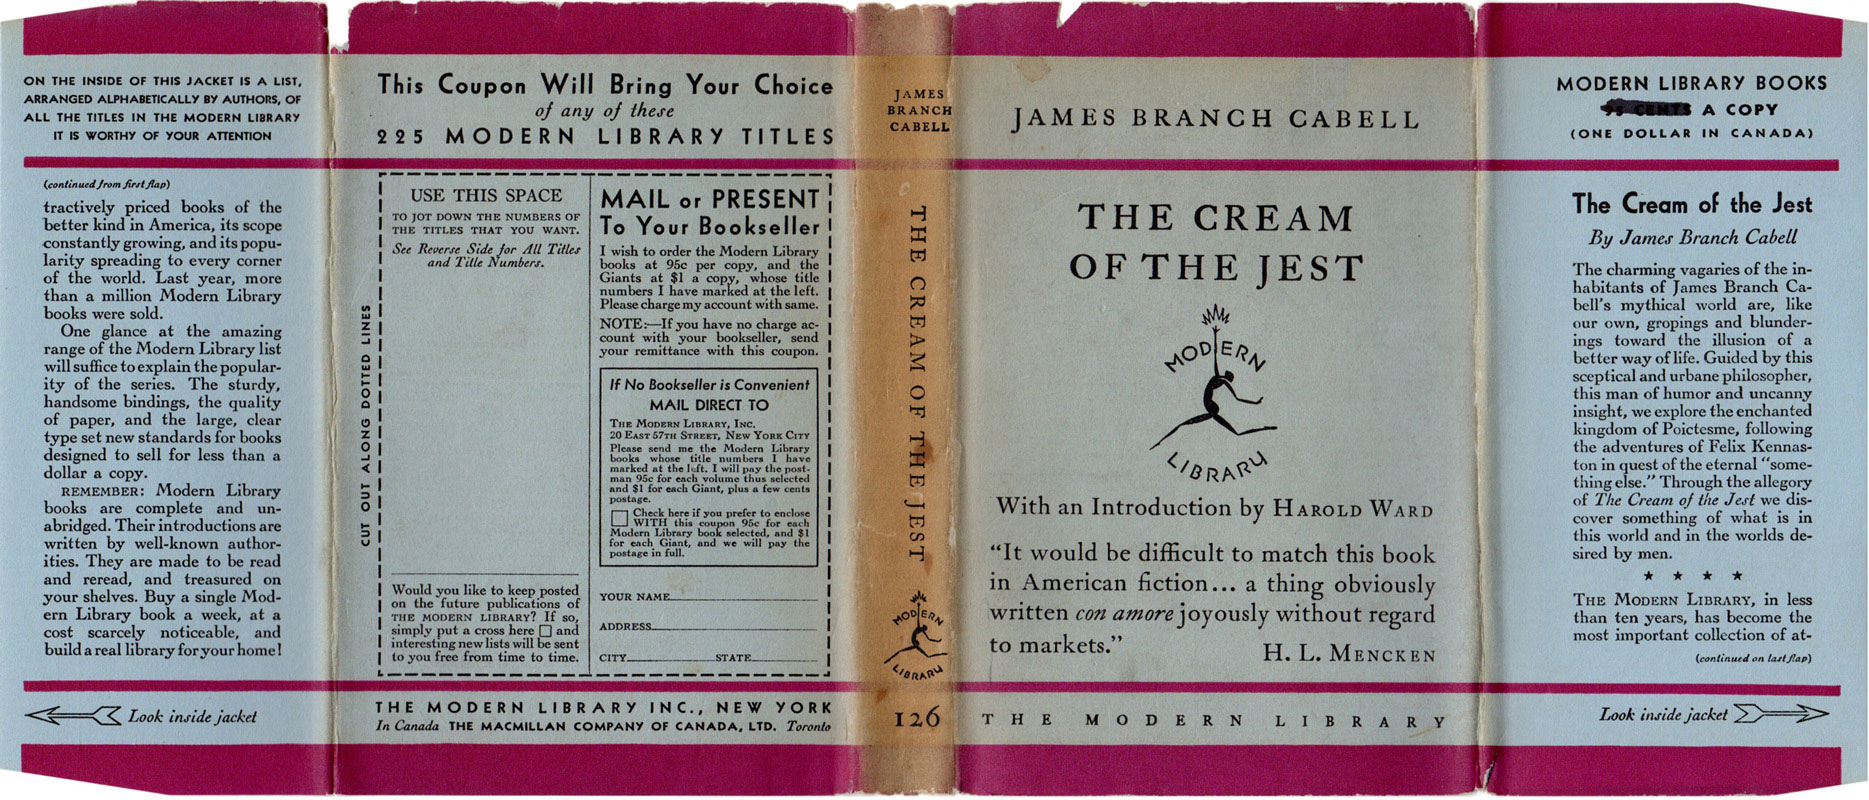 ON THE INSIDE OF THIS JACKET IS A LIST,
ARRANGED ALPHABETICALLY BY AUTHORS, OF
ALL THE TITLES IN THE MODERN LIBRARY
IT IS WORTHY OF YOUR ATTENTION
(continued from first flap)
tractively priced books of the
better kind in America, its scope
constantly growing, and its popu-
larity spreading to every corner
of the world. Last year, more
than a million Modern Library
books were sold.
One glance at the amazing
range of the Modern Library list
will suffice to explain the popular-
ity of the series. The sturdy,
handsome bindings, the quality
of paper, and the large, clear
type set new standards for books
designed to sell for less than a
dollar a copy.
REMEMBER: Modern Library
books are complete and un-
abridged. Their introductions are
written by well-known author-
ities. They are made to be read
and reread, and treasured on
your shelves. Buy a single Mod-
ern Library book a week, at a
cost scarcely noticeable, and
build a real library for your home!
Look inside jacket
This Coupon Will Bring Your Choice
of any of these
225 MODERN LIBRARY TITLES
CUT OUT ALONG DOTTED LINES
USE THIS SPACE
TO JOT DOWN THE NUMBERS OF
THE TITLES THAT YOU WANT.
See Reverse Side for All Titles
and Title Numbers.
Would you like to keep posted
on the future publications of
THE MODERN LIBRARY? If so,
simply put a cross here □ and
interesting new lists will be sent
to you free from time to time.
MAIL or PRESENT
To Your Bookseller
I wish to order the Modern Library
books at 95c per copy, and the
Giants at $1 a copy, whose title
numbers I have marked at the left.
Please charge my account with same.
NOTE:—If you have no charge ac-
count with your bookseller, send
your remittance with this coupon.
If No Bookseller is Convenient
MAIL DIRECT TO
THE MODERN LIBRARY, INC.
20 EAST 57TH STREET, NEW YORK CITY
Please send me the Modern Library
books whose title numbers I have
marked at the left. I will pay the post-
man 95c for each volume thus selected
and $1 for each Giant, plus a few cents
postage.
□ Check here if you prefer to enclose
WITH this coupon 95c for each
Modern Library book selected, and $1
for each Giant, and we will pay the
postage in full.
YOUR NAME
ADDRESS
CITY STATE
THE MODERN LIBRARY INC., NEW YORK
In Canada THE MACMILLAN COMPANY OF CANADA, LTD. Toronto
JAMES
BRANCH
CABELL
THE CREAM OF THE JEST
MODERN
LIBRARY
126
JAMES BRANCH CABELL
THE CREAM
OF THE JEST
MODERN
LIBRARY
With an Introduction by HAROLD WARD
“It would be difficult to match this book
in American fiction... a thing obviously
written con amore joyously without regard
to markets.”
H. L. MENCKEN
THE MODERN LIBRARY
MODERN LIBRARY BOOKS
CENTS A COPY
(ONE DOLLAR IN CANADA)
The Cream of the Jest
By James Branch Cabell
The charming vagaries of the in-
habitants of James Branch Ca-
bell's mythical world are, like
our own, gropings and blunder-
ings toward the illusion of a
better way of life. Guided by this
sceptical and urbane philosopher,
this man of humor and uncanny
insight, we explore the enchanted
kingdom of Poictesme, following
the adventures of Felix Kennas-
ton in quest of the eternal “some-
thing else.” Through the allegory
of The Cream of the Jest we dis-
cover something of what is in
this world and in the worlds de-
sired by men.
★ ★ ★ ★
THE MODERN LIBRARY, in less
than ten years, has become the
most important collection of at-
(continued on last flap)
Look inside jacket